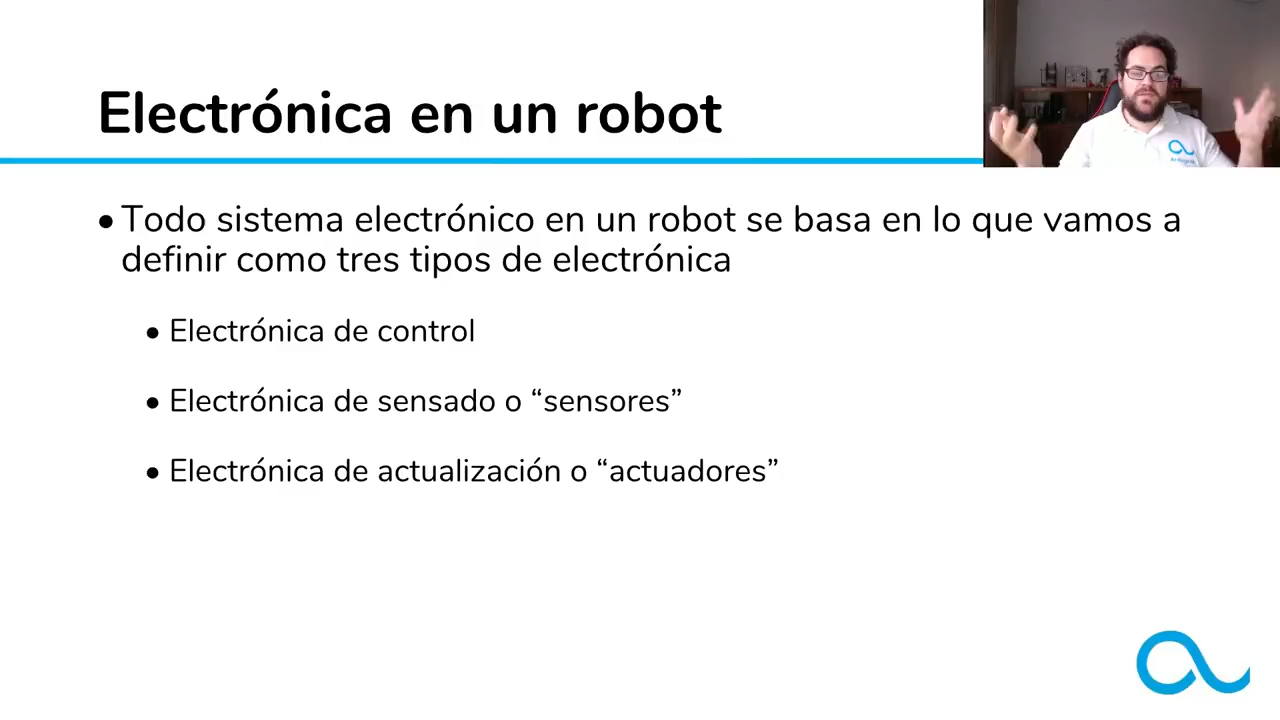 Electrónica en un robot
• Todo sistema electrónico en un robot se basa en lo que vamos a
definir como tres tipos de electrónica
• Electrónica de control
• Electrónica de sensado o “sensores”
• Electrónica de actualización o “actuadores”